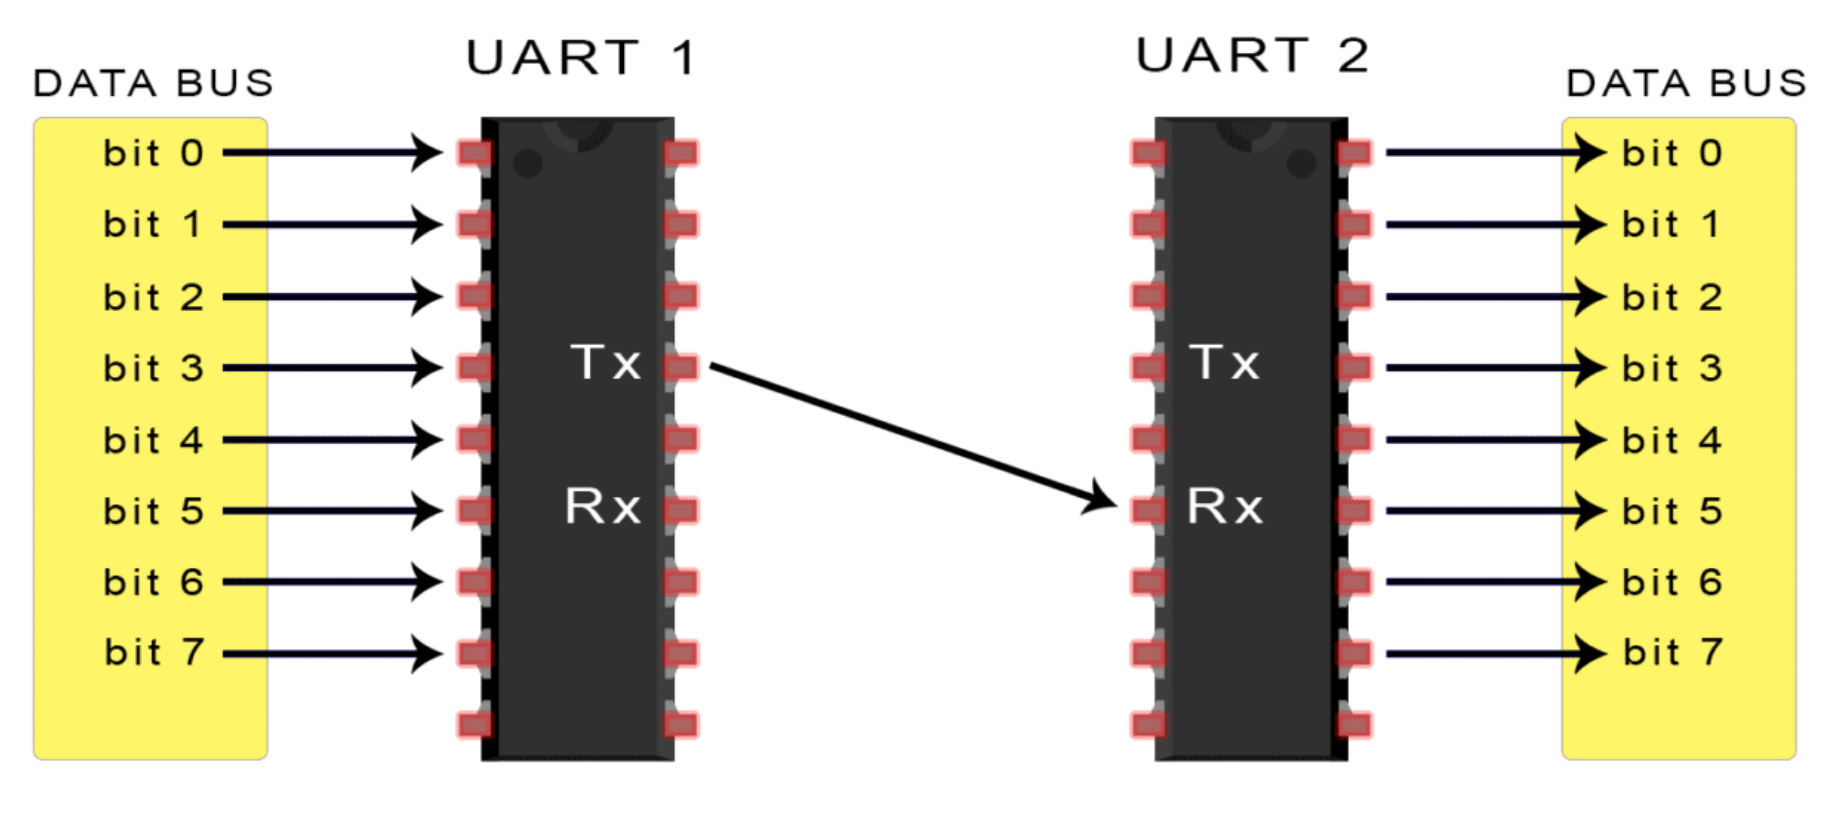 UART 1
UART 2
DATA BUS
DATA BUS
bit 0
bit 1
bit 2
bit 3
bit 4
bit 5
bit 6
bit 7
Tx
Rx
Tx
Rx
bit 0
bit 1
bit 2
bit 3
bit 4
bit 5
bit 6
bit 7